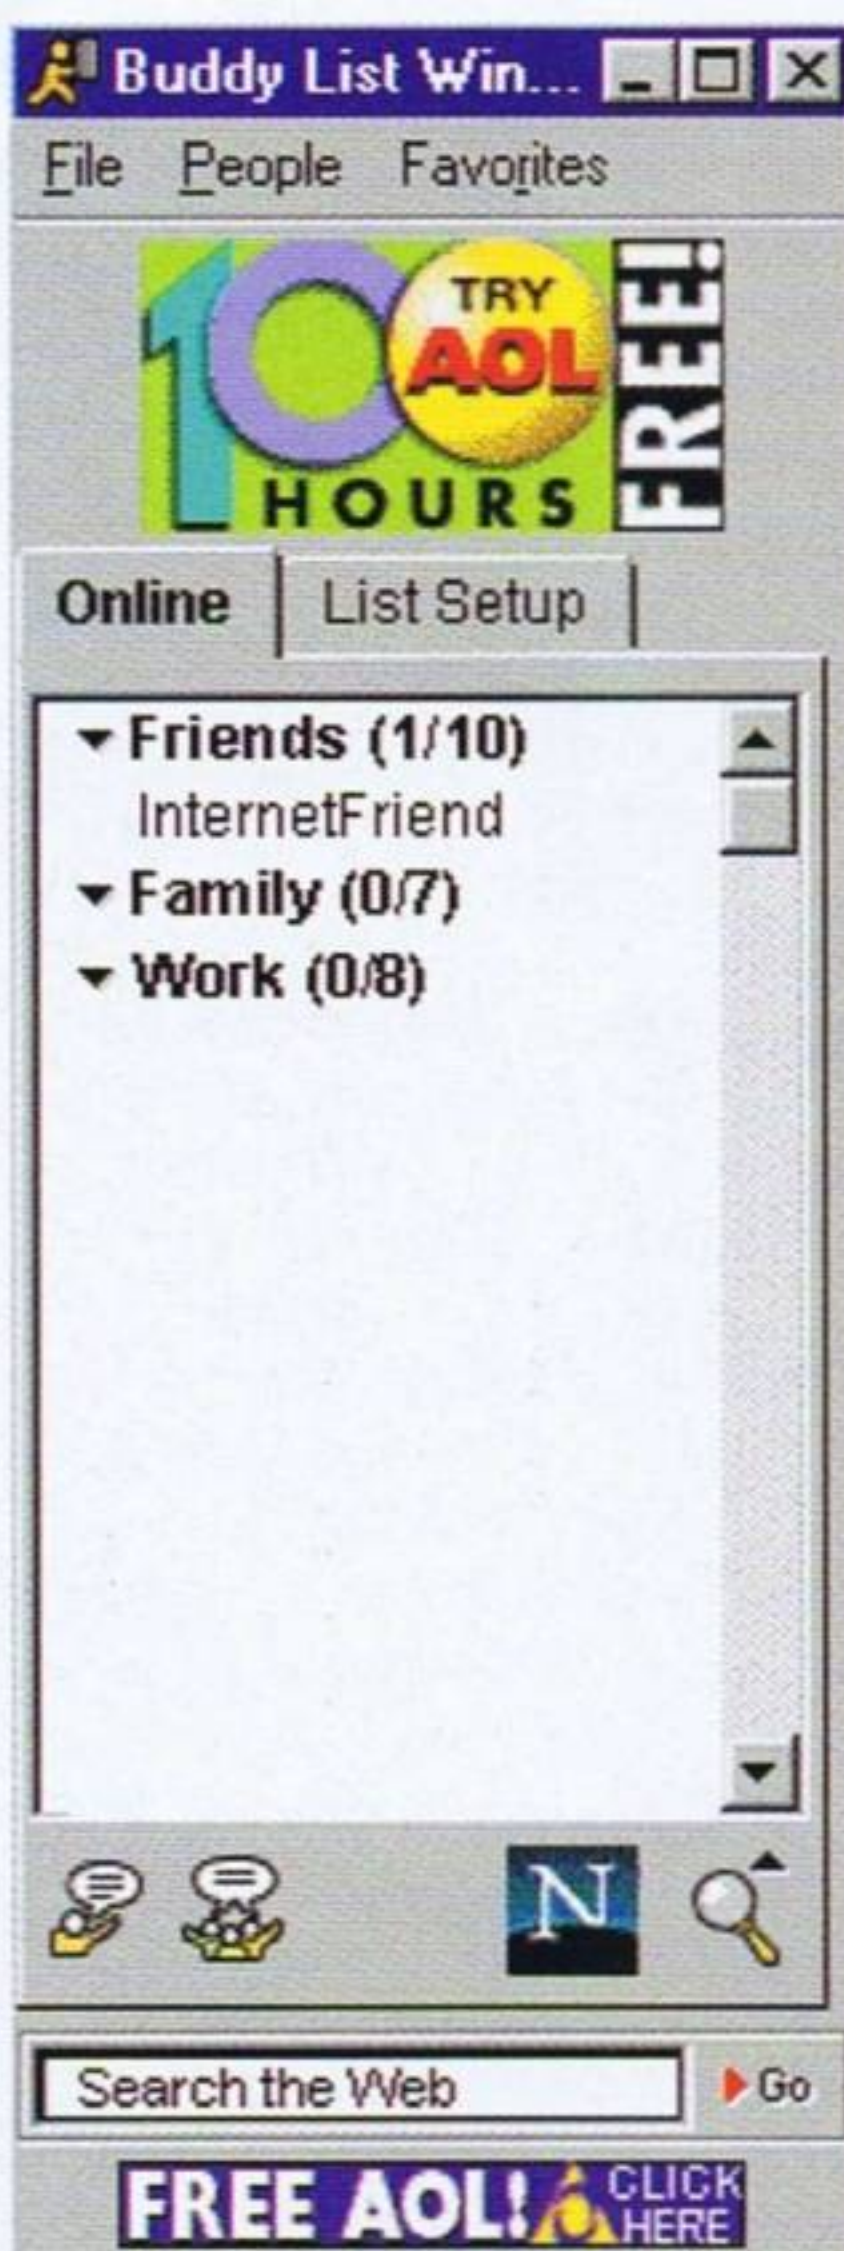 Buddy List Win...
File People Favorites
100 HOURS TRY AOL FREE!
Online List Setup
Friends (1/10)
InternetFriend
Family (0/7)
Work (0/8)
N
Search the Web Go
FREE AOL! CLICK HERE